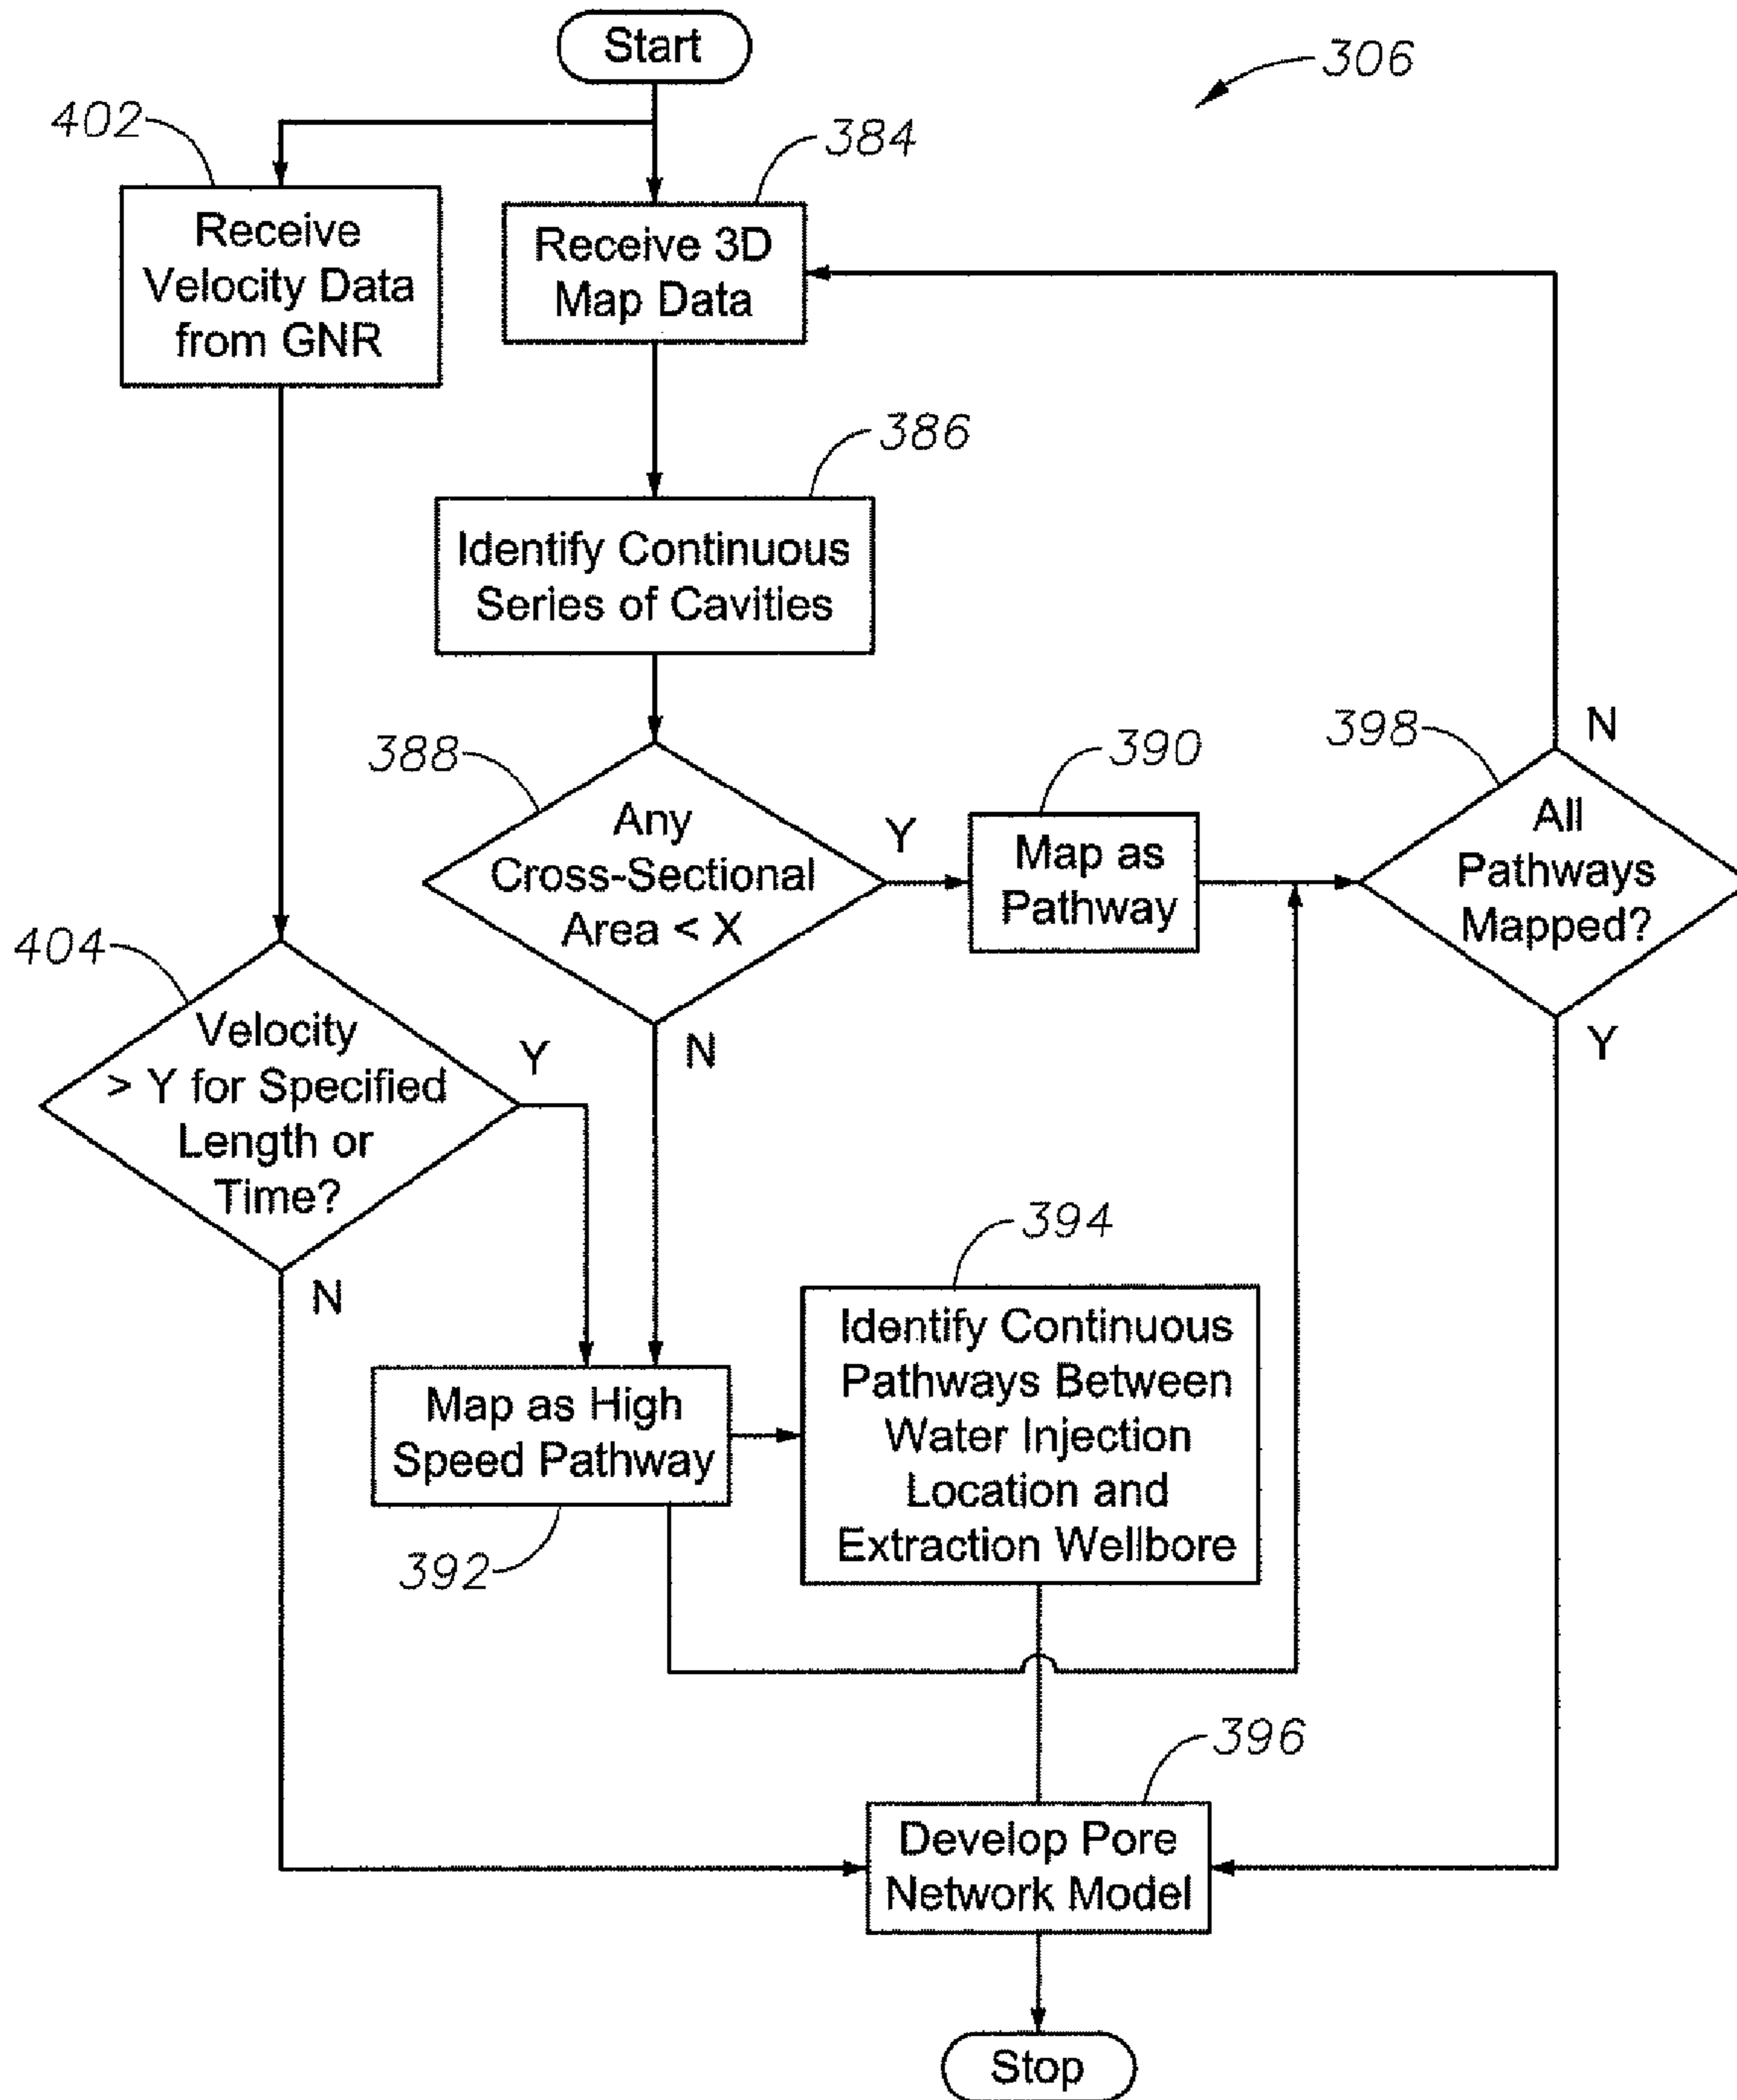 Start
306
402
384
Receive
Velocity Data
from GNR
Receive 3D
Map Data
386
Identify Continuous
Series of Cavities
388
Any
Cross-Sectional
Area < X
Y
N
390
Map as
Pathway
398
All
Pathways
Mapped?
N
Y
404
Velocity
> Y for Specified
Length or
Time?
Y
N
394
Identify Continuous
Pathways Between
Water Injection
Location and
Extraction Wellbore
Map as High
Speed Pathway
392
396
Develop Pore
Network Model
Stop